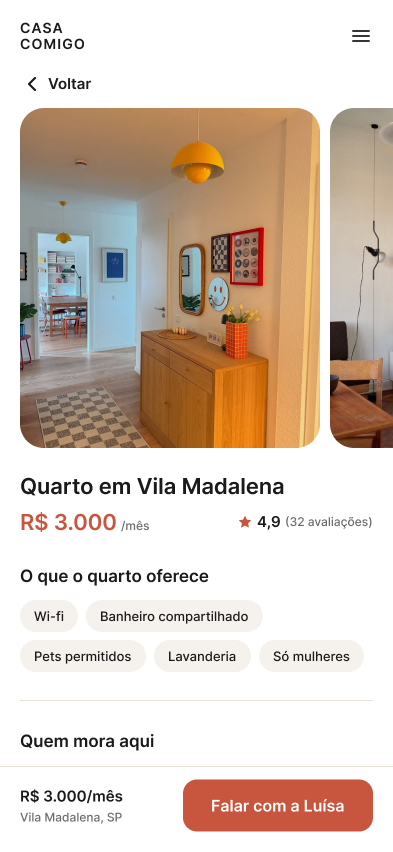 CASA
COMIGO
Voltar
Quarto em Vila Madalena
R$ 3.000 /mês 4,9 (32 avaliações)
O que o quarto oferece
Wi-fi Banheiro compartilhado
Pets permitidos Lavanderia Só mulheres
Quem mora aqui
R$ 3.000/mês
Vila Madalena, SP
Falar com a Luísa